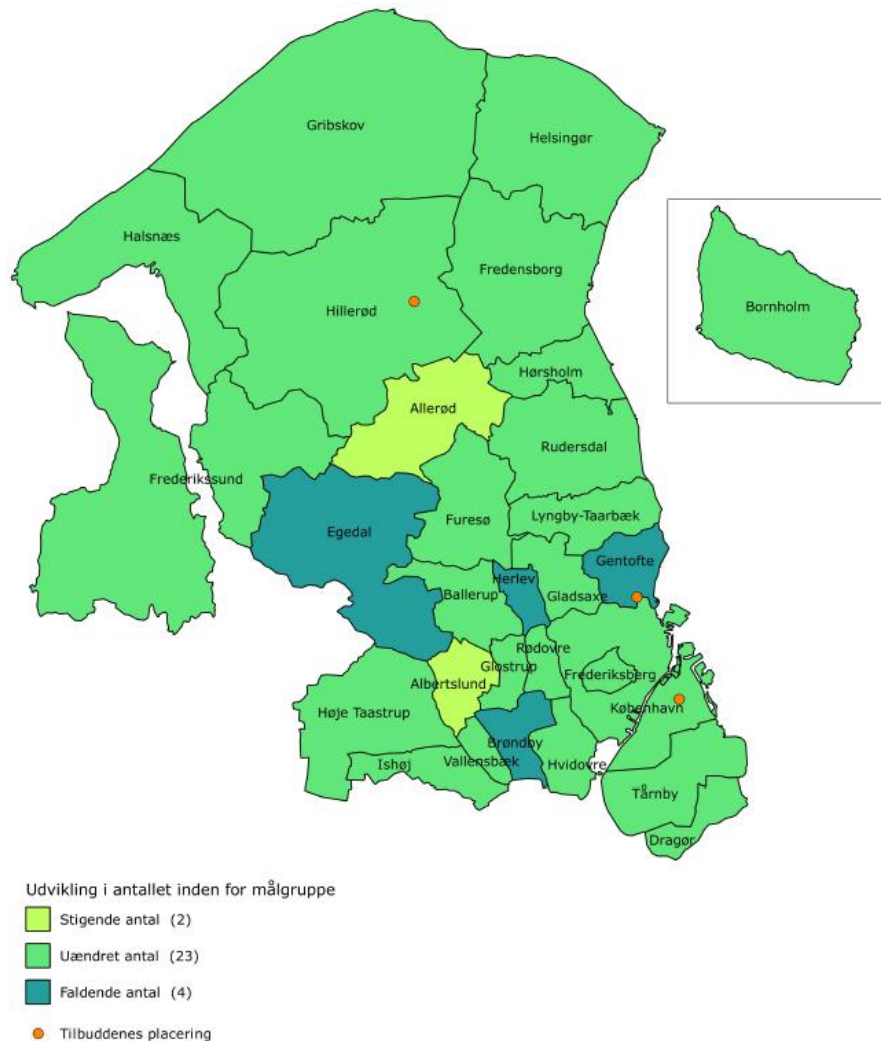 Gribskov
Helsingør
Halsnæs
Fredensborg
Hillerød
Bornholm
Hørsholm
Allerød
Rudersdal
Frederikssund
Egedal
Furesø
Lyngby-Taarbæk
Gentofte
Herlev
Ballerup
Gladsaxe
Rødovre
Glostrup
Frederiksberg
Albertslund
København
Høje Taastrup
Brøndby
Hvidovre
Vallensbæk
Ishøj
Tårnby
Dragør
Udvikling i antallet inden for målgruppe
Stigende antal (2)
Uændret antal (23)
Faldende antal (4)
Tilbuddenes placering